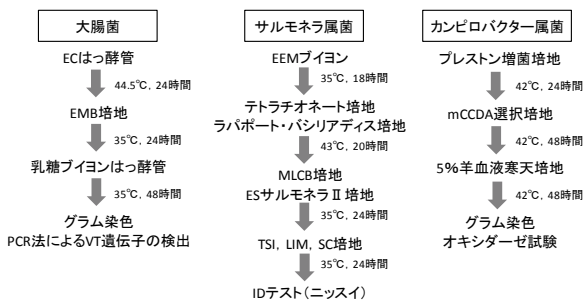 大腸菌
ECはっ酵管
44.5℃, 24時間
EMB培地
35℃, 24時間
乳糖ブイヨンはっ酵管
35℃, 48時間
グラム染色
PCR法によるVT遺伝子の検出
サルモネラ属菌
EEMブイヨン
35℃, 18時間
テトラチオネート培地
ラパポート・バシリアディス培地
43℃, 20時間
MLCB培地
ESサルモネラⅡ培地
35℃, 24時間
TSI, LIM, SC培地
35℃, 24時間
IDテスト(ニッスイ)
カンピロバクター属菌
プレストン増菌培地
42℃, 24時間
mCCDA選択培地
42℃, 48時間
5%羊血液寒天培地
42℃, 48時間
グラム染色
オキシダーゼ試験